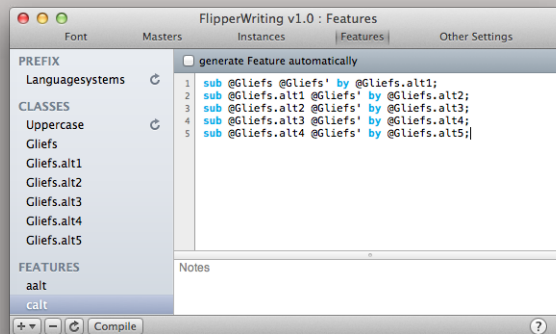 FlipperWriting v1.0 : Features
Font Masters Instances Features Other Settings
PREFIX
Languagesystems
CLASSES
Uppercase
Gliefs
Gliefs.alt1
Gliefs.alt2
Gliefs.alt3
Gliefs.alt4
Gliefs.alt5
FEATURES
aalt
calt
generate Feature automatically
1 sub @Gliefs @Gliefs' by @Gliefs.alt1;
2 sub @Gliefs.alt1 @Gliefs' by @Gliefs.alt2;
3 sub @Gliefs.alt2 @Gliefs' by @Gliefs.alt3;
4 sub @Gliefs.alt3 @Gliefs' by @Gliefs.alt4;
5 sub @Gliefs.alt4 @Gliefs' by @Gliefs.alt5;
Notes
Compile
?